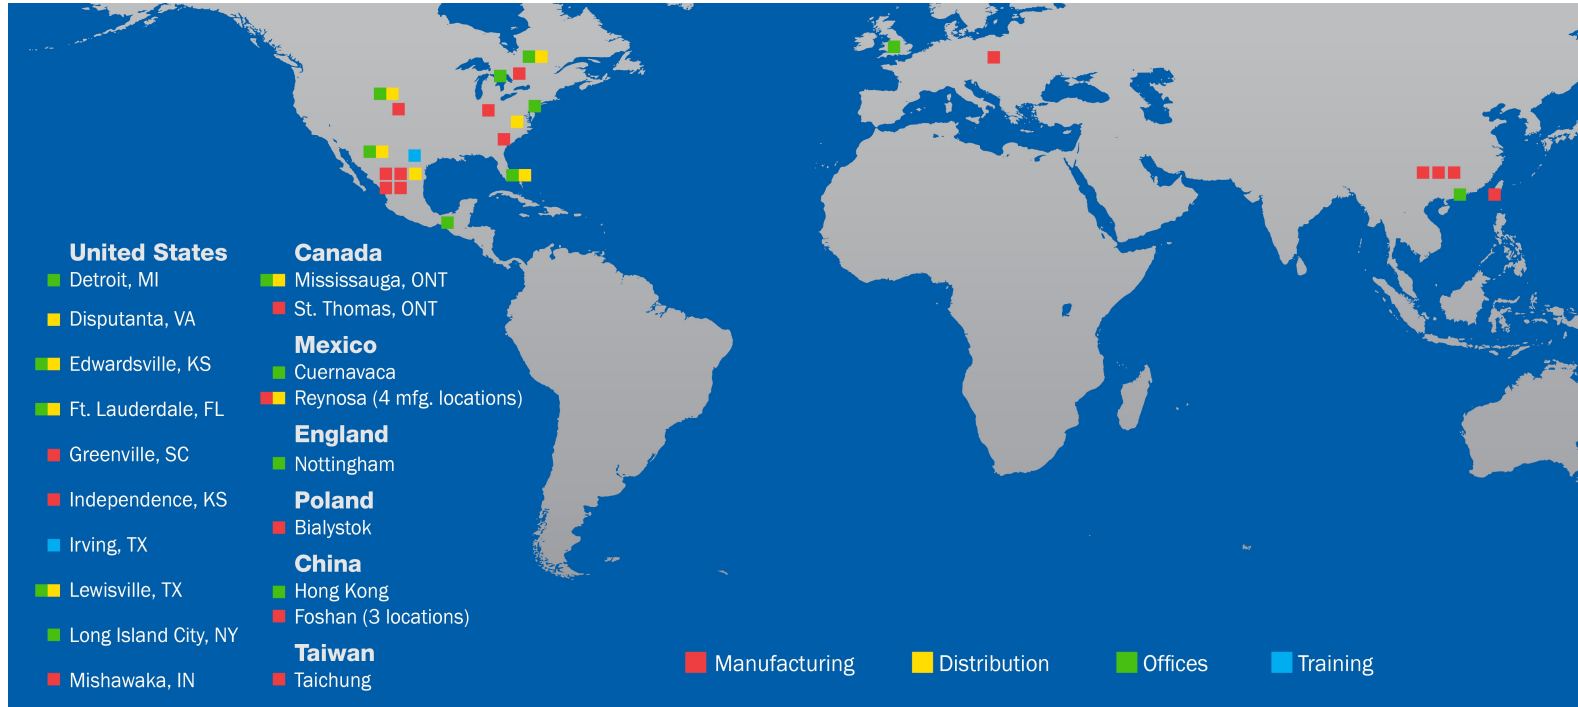 United States
Detroit, MI
Disputanta, VA
Edwardsville, KS
Ft. Lauderdale, FL
Greenville, SC
Independence, KS
Irving, TX
Lewisville, TX
Long Island City, NY
Mishawaka, IN
Canada
Mississauga, ONT
St. Thomas, ONT
Mexico
Cuernavaca
Reynosa (4 mfg. locations)
England
Nottingham
Poland
Bialystok
China
Hong Kong
Foshan (3 locations)
Taiwan
Taichung
Manufacturing
Distribution
Offices
Training